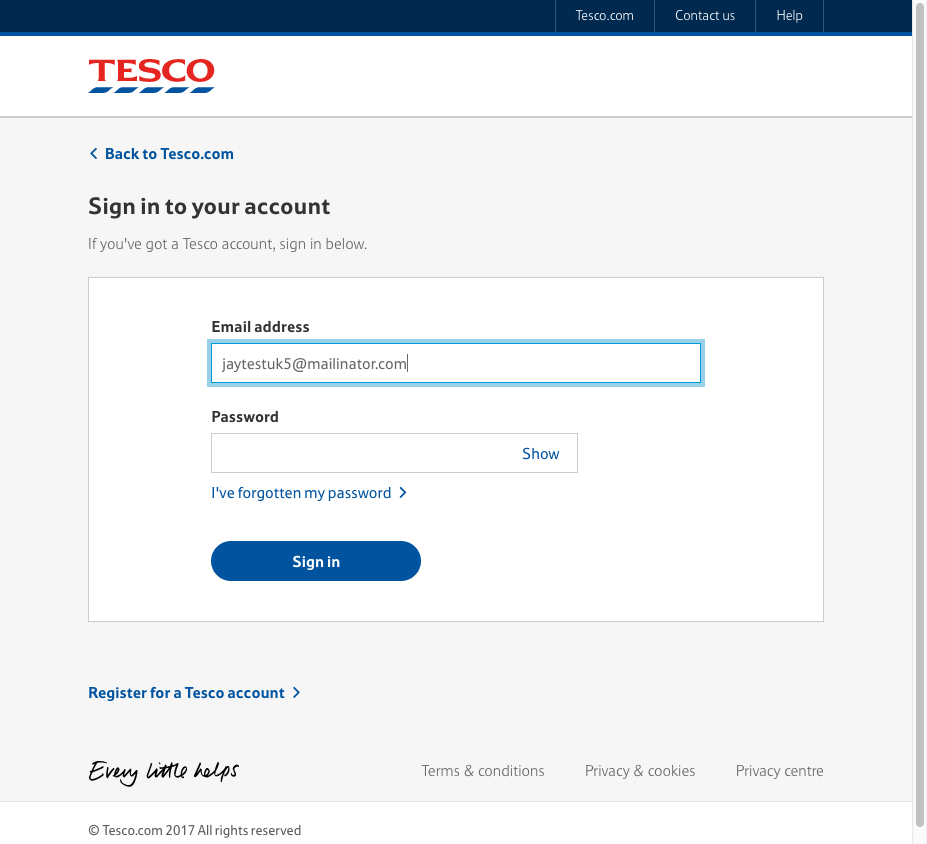 Tesco.com Contact us Help
TESCO
Back to Tesco.com
Sign in to your account
If you've got a Tesco account, sign in below.
Email address
jaytestuk5@mailinator.com
Password
Show
I've forgotten my password
Sign in
Register for a Tesco account
Every little helps Terms & conditions Privacy & cookies Privacy centre
© Tesco.com 2017 All rights reserved